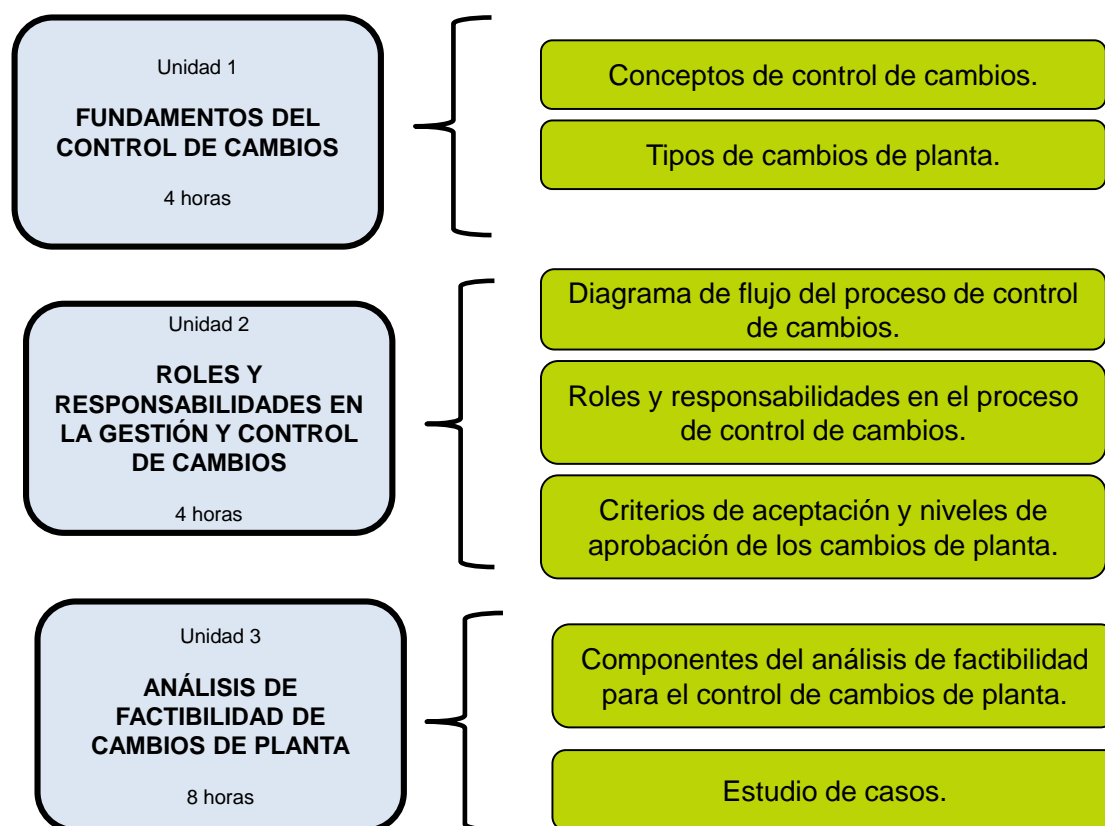 Unidad 1
FUNDAMENTOS DEL
CONTROL DE CAMBIOS
4 horas
Conceptos de control de cambios.
Tipos de cambios de planta.
Unidad 2
ROLES Y
RESPONSABILIDADES EN
LA GESTIÓN Y CONTROL
DE CAMBIOS
4 horas
Diagrama de flujo del proceso de control
de cambios.
Roles y responsabilidades en el proceso
de control de cambios.
Criterios de aceptación y niveles de
aprobación de los cambios de planta.
Unidad 3
ANÁLISIS DE
FACTIBILIDAD DE
CAMBIOS DE PLANTA
8 horas
Componentes del análisis de factibilidad
para el control de cambios de planta.
Estudio de casos.